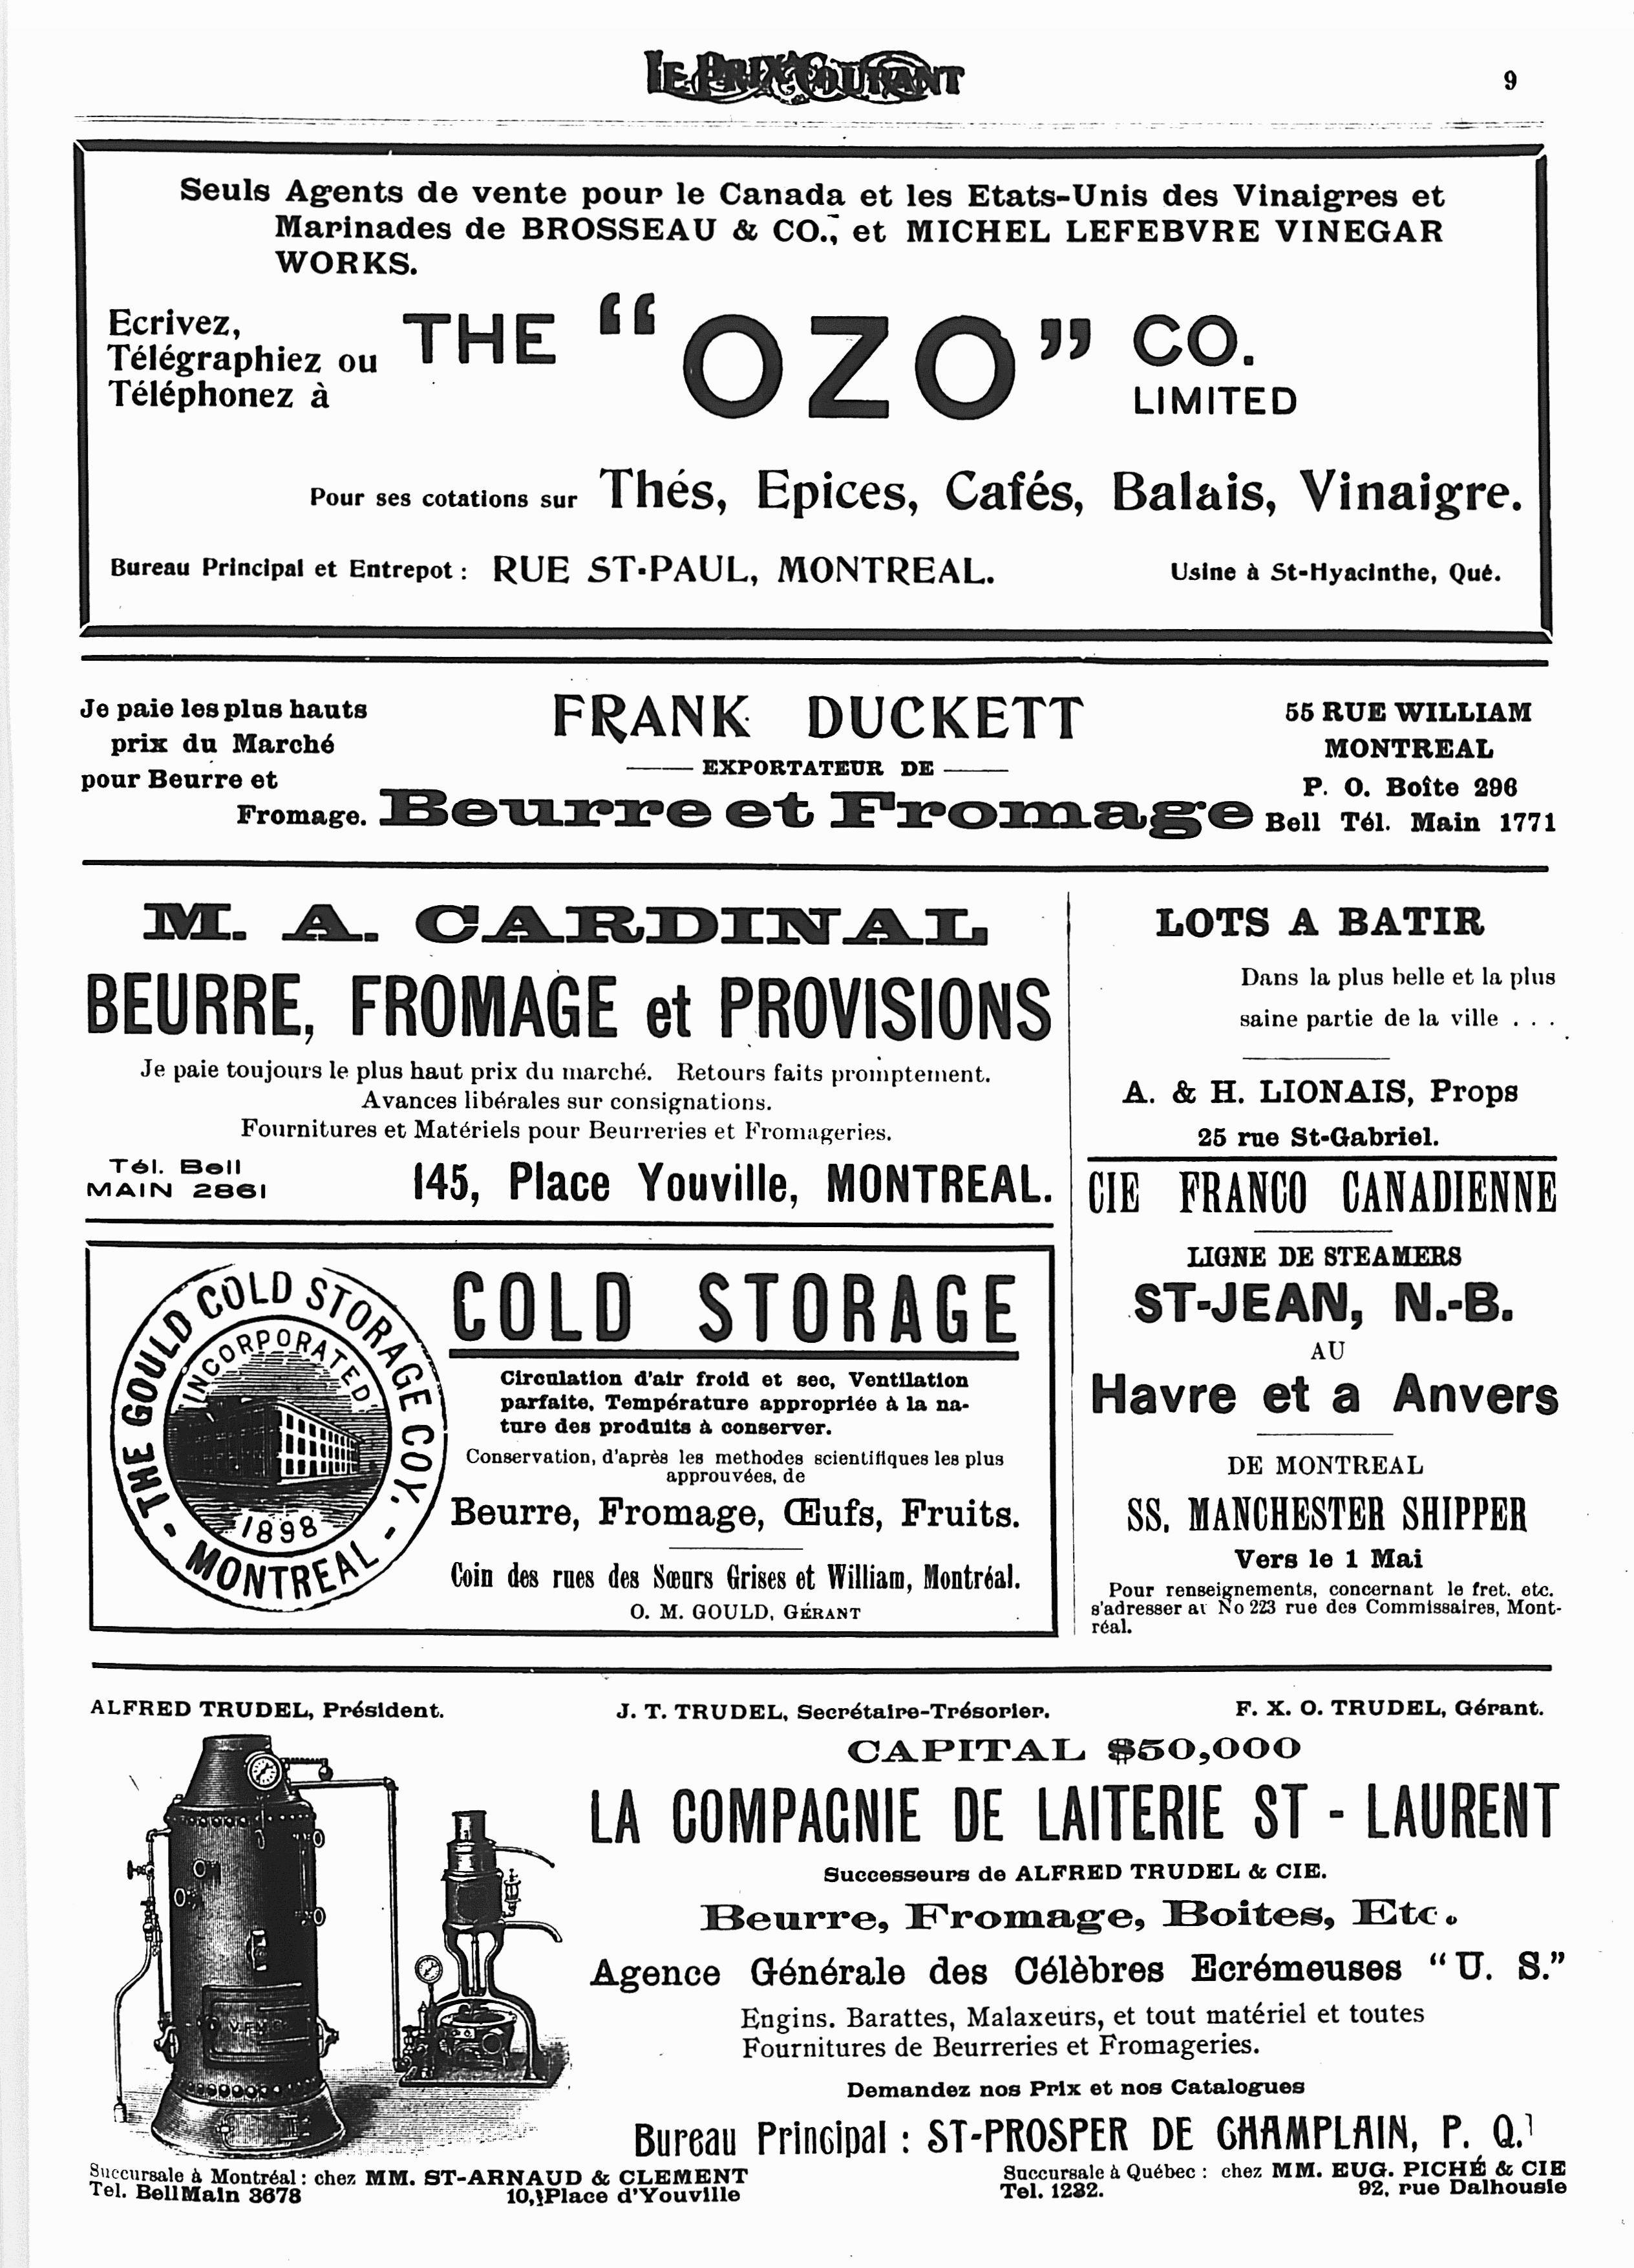 LE PRIX COURANT
9
Seuls Agents de vente pour le Canada et les Etats-Unis des Vinaigres et
Marinades de BROSSEAU & CO., et MICHEL LEFEBVRE VINEGAR
WORKS.
Ecrivez,
Télégraphiez ou
Téléphonez à
THE "OZO" CO.
LIMITED
Pour ses cotations sur Thés, Epices, Cafés, Balais, Vinaigre.
Bureau Principal et Entrepot : RUE ST-PAUL, MONTREAL.
Usine à St-Hyacinthe, Qué.
Je paie les plus hauts
prix du Marché
pour Beurre et
Fromage.
FRANK DUCKETT
EXPORTATEUR DE
Beurre et Fromage
55 RUE WILLIAM
MONTREAL
P. O. Boîte 296
Bell Tél. Main 1771
M. A. CARDINAL
BEURRE, FROMAGE et PROVISIONS
Je paie toujours le plus haut prix du marché. Retours faits promptement.
Avances libérales sur consignations.
Fournitures et Matériels pour Beurreries et Fromageries.
Tél. Bell
MAIN 2861
145, Place Youville, MONTREAL.
THE GOULD COLD STORAGE COY.
- MONTREAL -
INCORPORATED
1898
COLD STORAGE
Circulation d'air froid et sec, Ventilation
parfaite, Température appropriée à la na-
ture des produits à conserver.
Conservation, d'après les methodes scientifiques les plus
approuvées, de
Beurre, Fromage, Œufs, Fruits.
Coin des rues des Sœurs Grises et William, Montréal.
O. M. GOULD, GÉRANT
LOTS A BATIR
Dans la plus belle et la plus
saine partie de la ville . . .
A. & H. LIONAIS, Props
25 rue St-Gabriel.
CIE FRANCO CANADIENNE
LIGNE DE STEAMERS
ST-JEAN, N.-B.
AU
Havre et a Anvers
DE MONTREAL
SS. MANCHESTER SHIPPER
Vers le 1 Mai
Pour renseignements, concernant le fret, etc.
s'adresser au No 223 rue des Commissaires, Mont-
réal.
ALFRED TRUDEL, Président.
J. T. TRUDEL, Secrétaire-Trésorier.
F. X. O. TRUDEL, Gérant.
CAPITAL $50,000
LA COMPAGNIE DE LAITERIE ST - LAURENT
Successeurs de ALFRED TRUDEL & CIE.
Beurre, Fromage, Boites, Etc.
Agence Générale des Célèbres Ecrémeuses "U. S."
Engins. Barattes, Malaxeurs, et tout matériel et toutes
Fournitures de Beurreries et Fromageries.
Demandez nos Prix et nos Catalogues
Bureau Principal : ST-PROSPER DE CHAMPLAIN, P. Q.
Succursale à Montréal : chez MM. ST-ARNAUD & CLEMENT
Tel. Bell Main 3678
10, Place d'Youville
Succursale à Québec : chez MM. EUG. PICHÉ & CIE
Tel. 1232.
92, rue Dalhousie